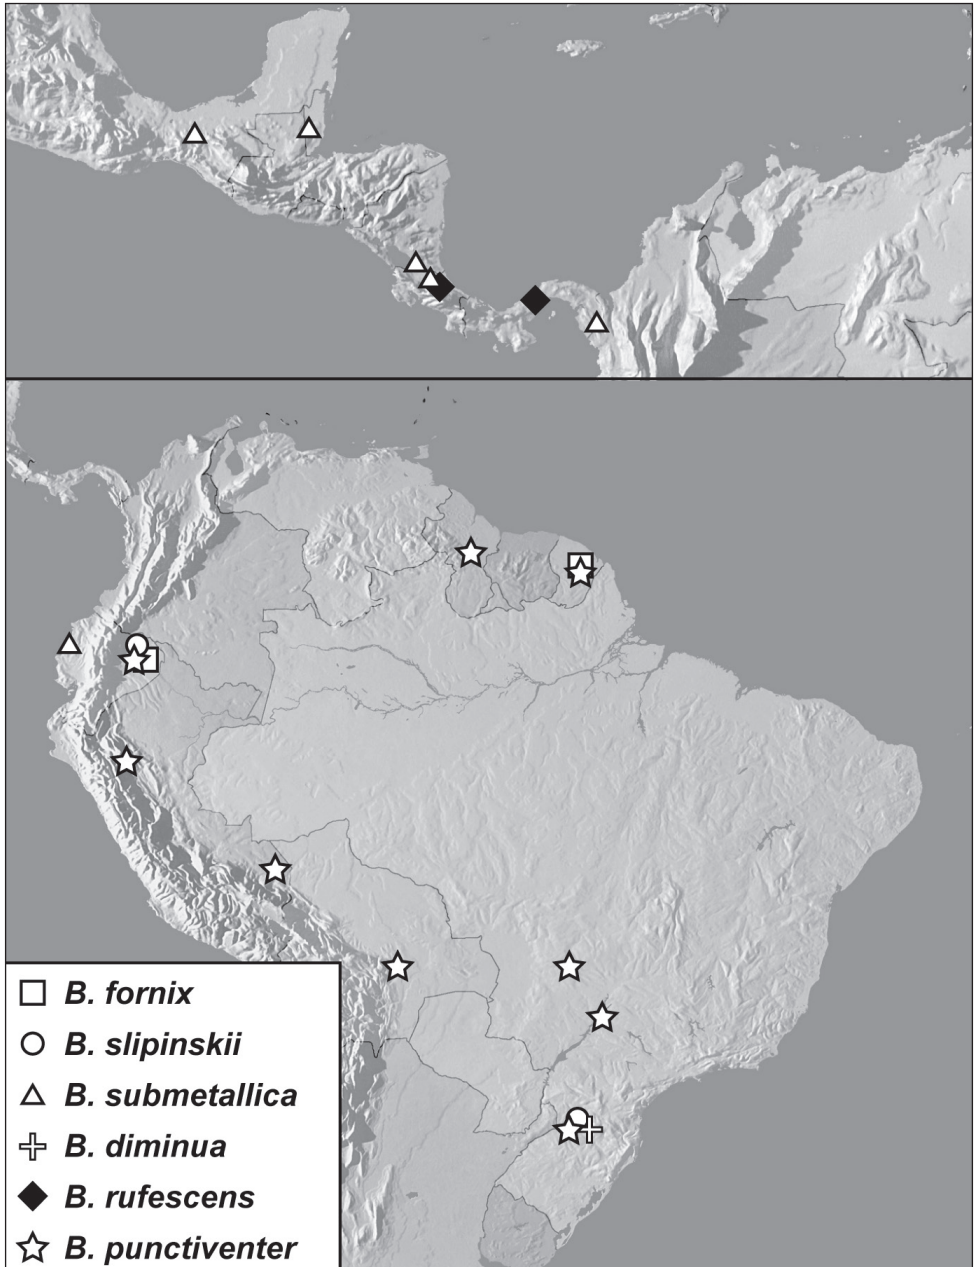 B. fornix
B. slipinskii
B. submetallica
B. diminua
B. rufescens
B. punctiventer